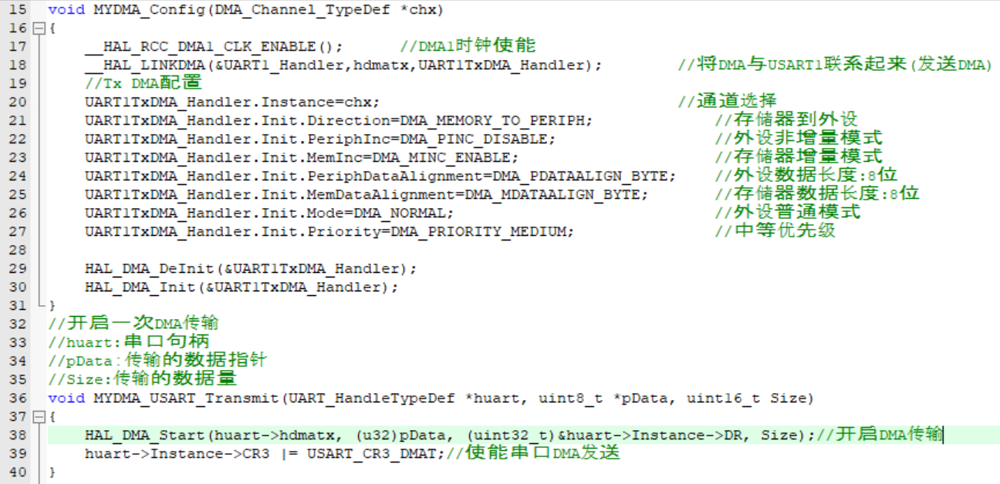 15 void MYDMA_Config(DMA_Channel_TypeDef *chx)
16 {
17     __HAL_RCC_DMA1_CLK_ENABLE();      //DMA1时钟使能
18     __HAL_LINKDMA(&UART1_Handler,hdmatx,UART1TxDMA_Handler);        //将DMA与USART1联系起来(发送DMA)
19     //Tx DMA配置
20     UART1TxDMA_Handler.Instance=chx;                                //通道选择
21     UART1TxDMA_Handler.Init.Direction=DMA_MEMORY_TO_PERIPH;             //存储器到外设
22     UART1TxDMA_Handler.Init.PeriphInc=DMA_PINC_DISABLE;                 //外设非增量模式
23     UART1TxDMA_Handler.Init.MemInc=DMA_MINC_ENABLE;                     //存储器增量模式
24     UART1TxDMA_Handler.Init.PeriphDataAlignment=DMA_PDATAALIGN_BYTE;    //外设数据长度:8位
25     UART1TxDMA_Handler.Init.MemDataAlignment=DMA_MDATAALIGN_BYTE;       //存储器数据长度:8位
26     UART1TxDMA_Handler.Init.Mode=DMA_NORMAL;                            //外设普通模式
27     UART1TxDMA_Handler.Init.Priority=DMA_PRIORITY_MEDIUM;               //中等优先级
28
29     HAL_DMA_DeInit(&UART1TxDMA_Handler);
30     HAL_DMA_Init(&UART1TxDMA_Handler);
31 }
32 //开启一次DMA传输
33 //huart:串口句柄
34 //pData:传输的数据指针
35 //Size:传输的数据量
36 void MYDMA_USART_Transmit(UART_HandleTypeDef *huart, uint8_t *pData, uint16_t Size)
37 {
38     HAL_DMA_Start(huart->hdmatx, (u32)pData, (uint32_t)&huart->Instance->DR, Size);//开启DMA传输
39     huart->Instance->CR3 |= USART_CR3_DMAT;//使能串口DMA发送
40 }